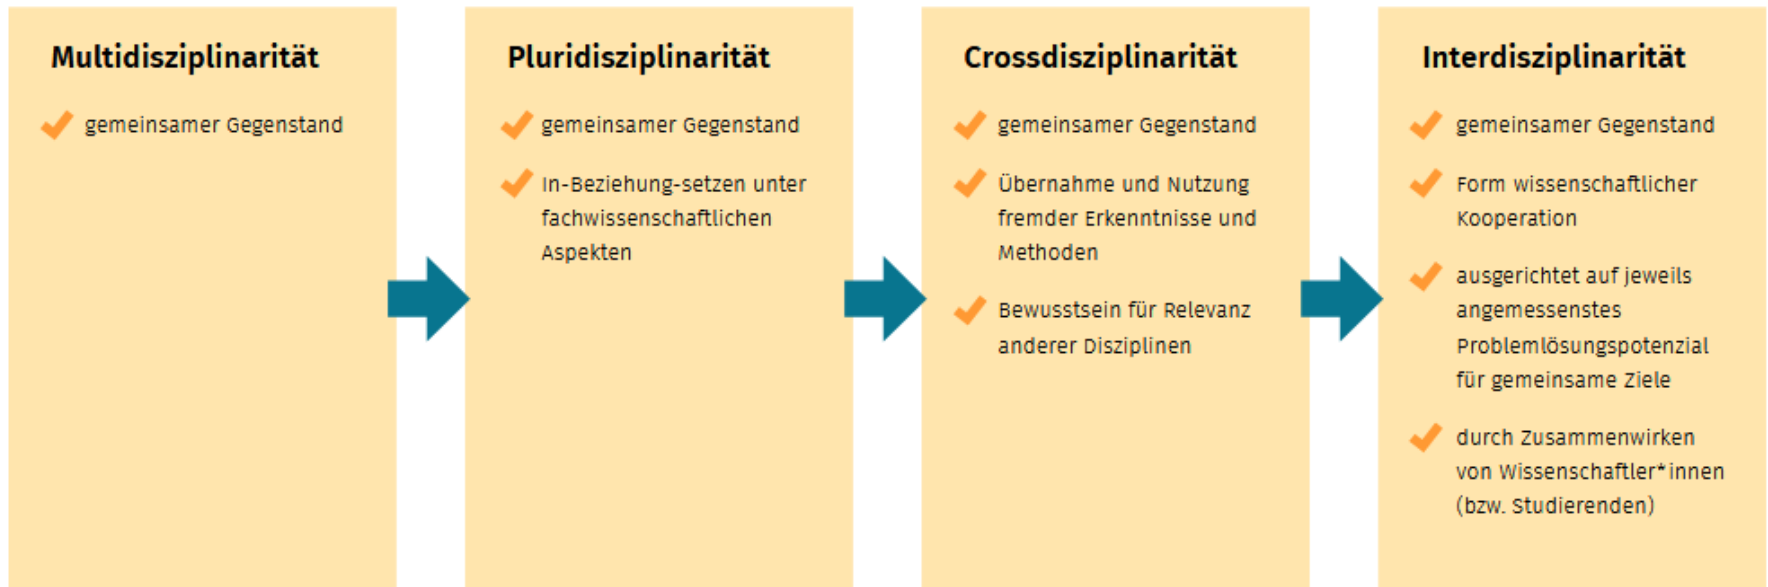 Multidisziplinarität
gemeinsamer Gegenstand
Pluridisziplinarität
gemeinsamer Gegenstand
In-Beziehung-setzen unter
fachwissenschaftlichen
Aspekten
Crossdisziplinarität
gemeinsamer Gegenstand
Übernahme und Nutzung
fremder Erkenntnisse und
Methoden
Bewusstsein für Relevanz
anderer Disziplinen
Interdisziplinarität
gemeinsamer Gegenstand
Form wissenschaftlicher
Kooperation
ausgerichtet auf jeweils
angemessenstes
Problemlösungspotenzial
für gemeinsame Ziele
durch Zusammenwirken
von Wissenschaftler*innen
(bzw. Studierenden)